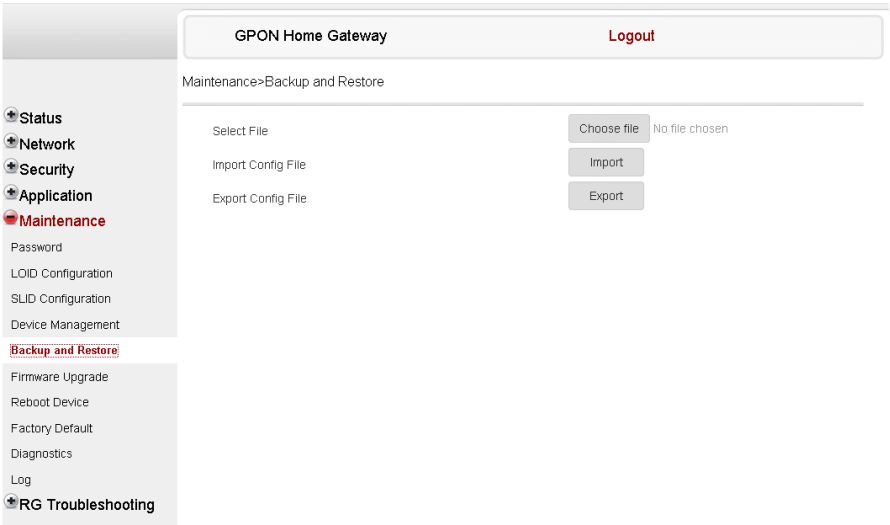 GPON Home Gateway Logout
Maintenance>Backup and Restore
Status
Network
Security
Application
Maintenance
Password
LOID Configuration
SLID Configuration
Device Management
Backup and Restore
Firmware Upgrade
Reboot Device
Factory Default
Diagnostics
Log
RG Troubleshooting
Select File Choose file No file chosen
Import Config File Import
Export Config File Export